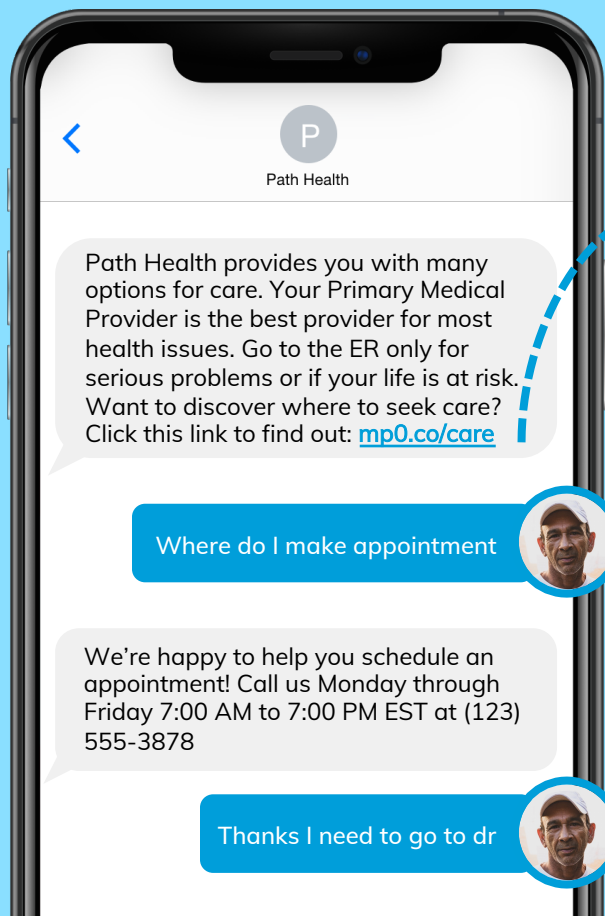 P
Path Health
Path Health provides you with many
options for care. Your Primary Medical
Provider is the best provider for most
health issues. Go to the ER only for
serious problems or if your life is at risk.
Want to discover where to seek care?
Click this link to find out: mp0.co/care
Where do I make appointment
We’re happy to help you schedule an
appointment! Call us Monday through
Friday 7:00 AM to 7:00 PM EST at (123)
555-3878
Thanks I need to go to dr